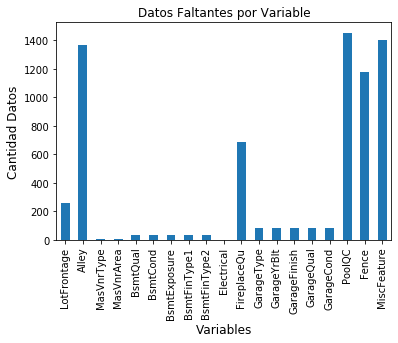 Datos Faltantes por Variable
Cantidad Datos
1400
1200
1000
800
600
400
200
0
LotFrontage
Alley
MasVnrType
MasVnrArea
BsmtQual
BsmtCond
BsmtExposure
BsmtFinType1
BsmtFinType2
Electrical
FireplaceQu
GarageType
GarageYrBlt
GarageFinish
GarageQual
GarageCond
PoolQC
Fence
MiscFeature
Variables